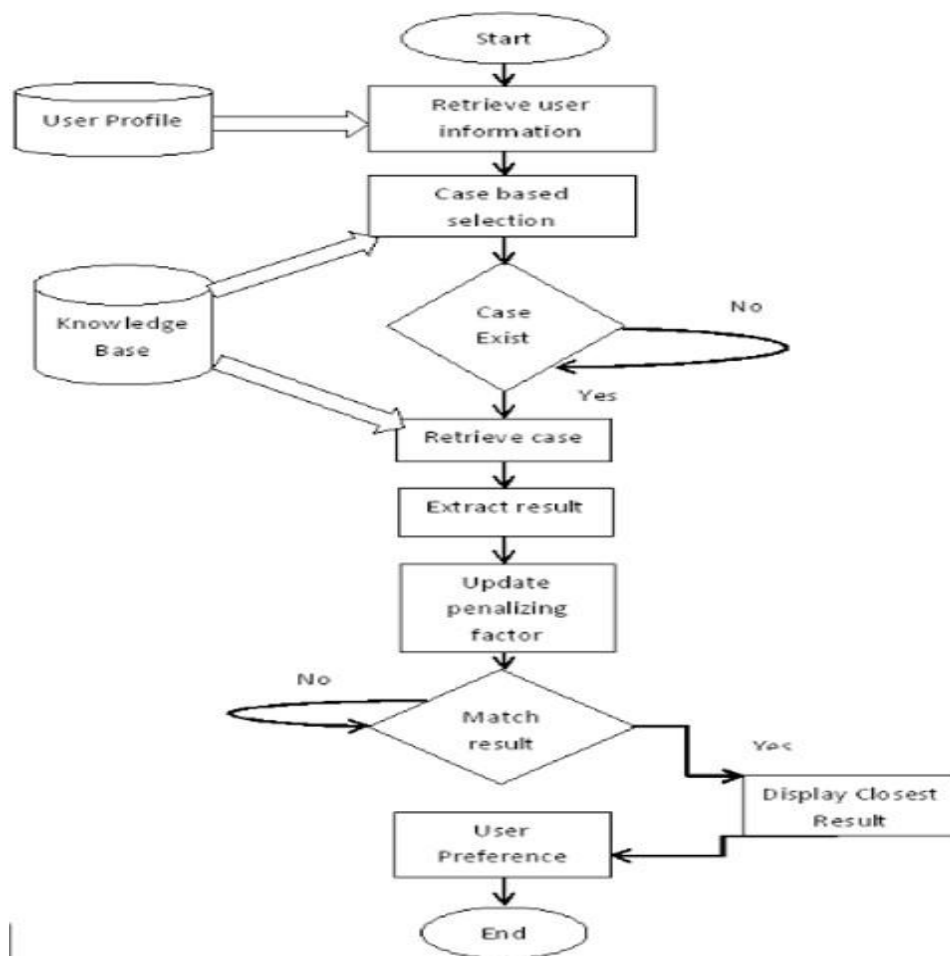 Start
User Profile
Retrieve user
information
Case based
selection
Knowledge
Base
Case
Exist
No
Yes
Retrieve case
Extract result
Update
penalizing
factor
No
Match
result
Yes
Display Closest
Result
User
Preference
End